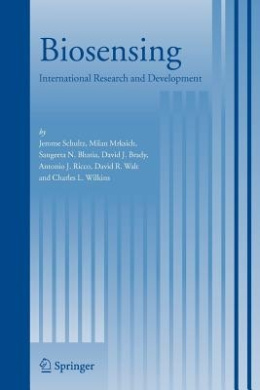 Biosensing
International Research and Development
by
Jerome Schultz, Milan Mrksich,
Sangeeta N. Bhatia, David J. Brady,
Antonio J. Ricco, David R. Walt
and Charles L. Wilkins
Springer